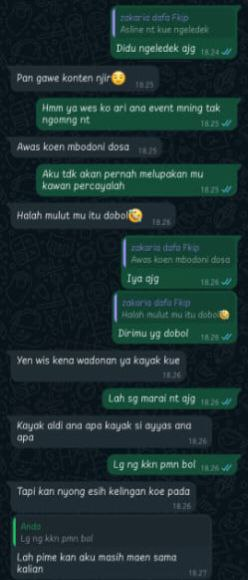 zakaria dafa Fkip
Asline nt kue ngeledek
Didu ngeledek ajg 18.24
Pan gawe konten njir😏 18.25
Hmm ya wes ko ari ana event mning tak
ngomng nt 18.25
Awas koen mbodoni dosa 18.25
Aku tdk akan pernah melupakan mu
kawan percayalah 18.25
Halah mulut mu itu dobol🤣 18.26
zakaria dafa Fkip
Awas koen mbodoni dosa
Iya ajg 18.26
zakaria dafa Fkip
Halah mulut mu itu dobol🤣
Dirimu yg dobol 18.26
Yen wis kena wadonan ya kayak kue
18.26
Lah sg marai nt ajg 18.26
Kayak aldi ana apa kayak si ayyas ana
apa 18.26
Lg ng kkn pmn bol 18.26
Tapi kan nyong esih kelingan koe pada
18.26
Anda
Lg ng kkn pmn bol
Lah pime kan aku masih maen sama
kalian 18.27